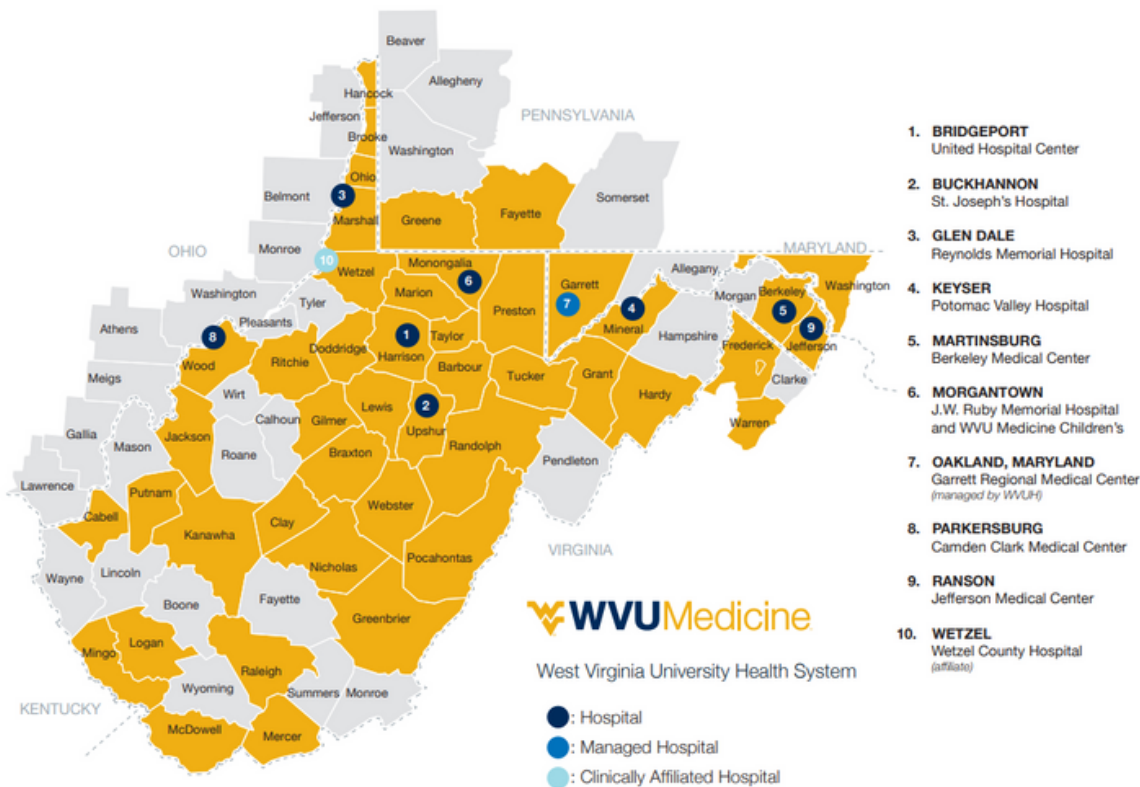 Beaver
Allegheny
Hancock
Jefferson
PENNSYLVANIA
Brooke
Washington
Ohio
Belmont
Somerset
Marshall
Greene
Fayette
Monroe
OHIO
MARYLAND
Wetzel
Monongalia
Garrett
Allegany
Washington
Morgan
Berkeley
Washington
Tyler
Marion
Preston
Pleasants
Mineral
Hampshire
Athens
Doddridge
Taylor
Harrison
Frederick
Jefferson
Wood
Ritchie
Barbour
Tucker
Grant
Clarke
Meigs
Wirt
Lewis
Hardy
Calhoun
Gilmer
Upshur
Warren
Gallia
Mason
Jackson
Roane
Braxton
Randolph
Pendleton
Lawrence
Putnam
Webster
Cabell
Kanawha
Clay
VIRGINIA
Pocahontas
Wayne
Lincoln
Nicholas
Boone
Fayette
Greenbrier
Logan
Mingo
Raleigh
Wyoming
Summers
Monroe
KENTUCKY
McDowell
Mercer
3
10
6
7
4
5
9
8
1
2
1. BRIDGEPORT
United Hospital Center
2. BUCKHANNON
St. Joseph's Hospital
3. GLEN DALE
Reynolds Memorial Hospital
4. KEYSER
Potomac Valley Hospital
5. MARTINSBURG
Berkeley Medical Center
6. MORGANTOWN
J.W. Ruby Memorial Hospital
and WVU Medicine Children's
7. OAKLAND, MARYLAND
Garrett Regional Medical Center
(managed by WVUH)
8. PARKERSBURG
Camden Clark Medical Center
9. RANSON
Jefferson Medical Center
10. WETZEL
Wetzel County Hospital
(affiliate)
WVUMedicine
West Virginia University Health System
: Hospital
: Managed Hospital
: Clinically Affiliated Hospital